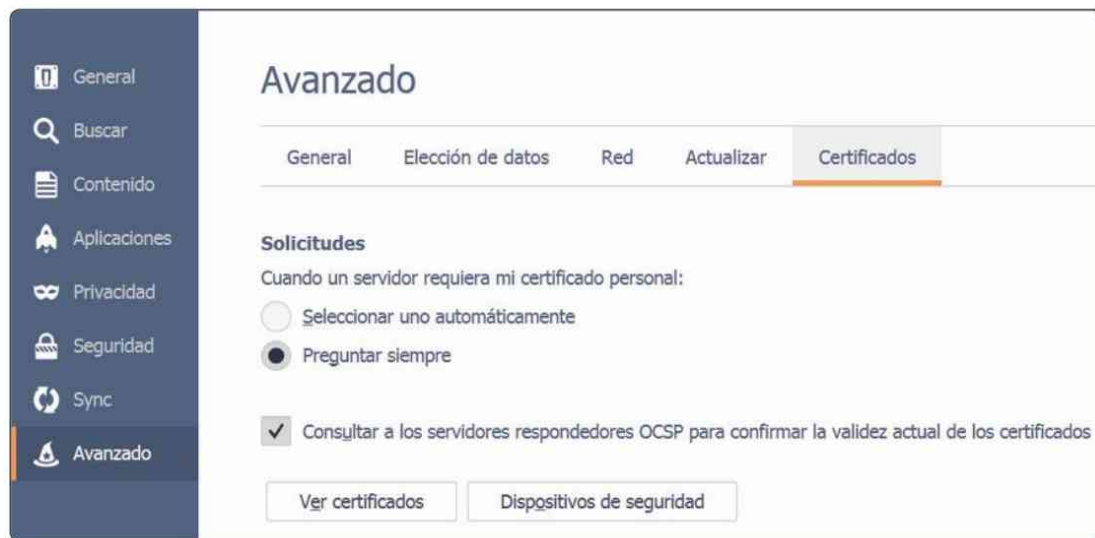 General
Buscar
Contenido
Aplicaciones
Privacidad
Seguridad
Sync
Avanzado
Avanzado
General Elección de datos Red Actualizar Certificados
Solicitudes
Cuando un servidor requiera mi certificado personal:
Seleccionar uno automáticamente
Preguntar siempre
Consultar a los servidores respondedores OCSP para confirmar la validez actual de los certificados
Ver certificados Dispositivos de seguridad